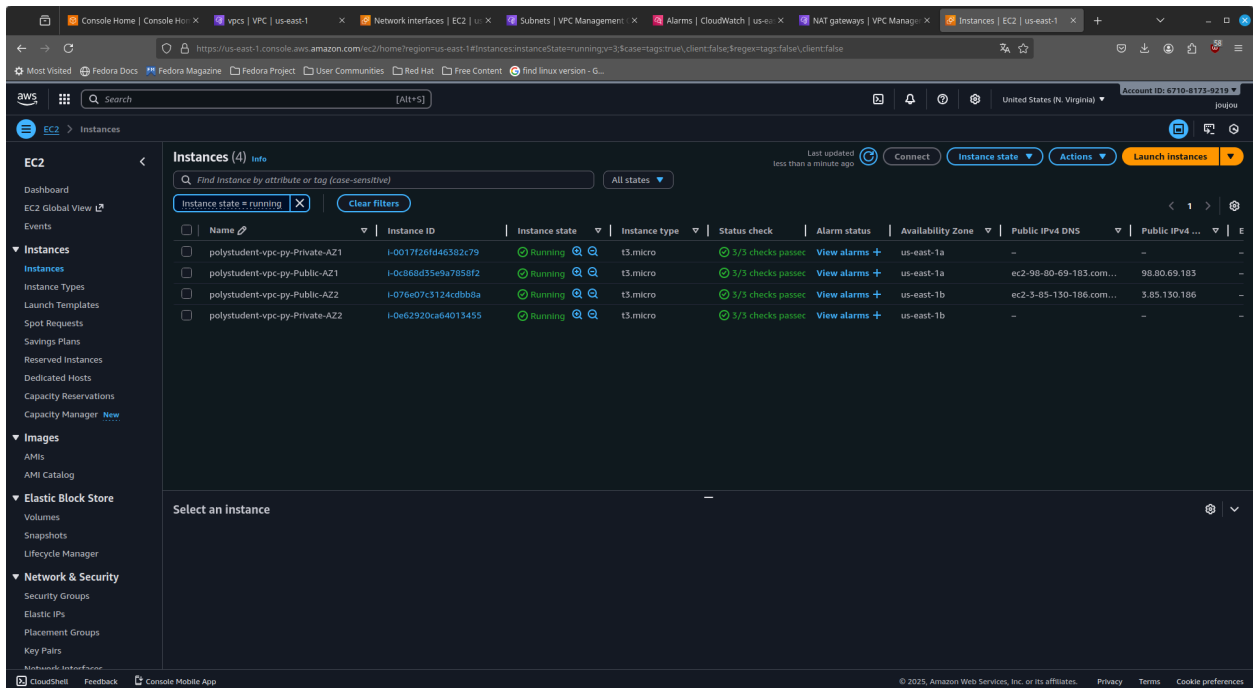 Console Home | Console Hon
vpcs | VPC | us-east-1
Network interfaces | EC2 | us
Subnets | VPC Management
Alarms | CloudWatch | us-eas
NAT gateways | VPC Manage
Instances | EC2 | us-east-1
https://us-east-1.console.aws.amazon.com/ec2/home?region=us-east-1#Instances:instanceState=running;v=3;$case=tags:true\,client:false;$regex=tags:false\,client:false
58
Most Visited Fedora Docs Fedora Magazine Fedora Project User Communities Red Hat Free Content find linux version - G...
aws Search [Alt+S] United States (N. Virginia) Account ID: 6710-8173-9219
joujou
EC2 > Instances
EC2
Dashboard
EC2 Global View
Events
Instances
Instances
Instance Types
Launch Templates
Spot Requests
Savings Plans
Reserved Instances
Dedicated Hosts
Capacity Reservations
Capacity Manager New
Images
AMIs
AMI Catalog
Elastic Block Store
Volumes
Snapshots
Lifecycle Manager
Network & Security
Security Groups
Elastic IPs
Placement Groups
Key Pairs
Network Interfaces
Instances (4) Info
Last updated
less than a minute ago
Connect Instance state Actions Launch instances
Find Instance by attribute or tag (case-sensitive) All states
Instance state = running Clear filters
1
Name Instance ID Instance state Instance type Status check Alarm status Availability Zone Public IPv4 DNS Public IPv4 ... E
polystudent-vpc-py-Private-AZ1 i-0017f26fd46382c79 Running t3.micro 3/3 checks passec View alarms + us-east-1a – – –
polystudent-vpc-py-Public-AZ1 i-0c868d35e9a7858f2 Running t3.micro 3/3 checks passec View alarms + us-east-1a ec2-98-80-69-183.com... 98.80.69.183 –
polystudent-vpc-py-Public-AZ2 i-076e07c3124cdbb8a Running t3.micro 3/3 checks passec View alarms + us-east-1b ec2-3-85-130-186.com... 3.85.130.186 –
polystudent-vpc-py-Private-AZ2 i-0e62920ca64013455 Running t3.micro 3/3 checks passec View alarms + us-east-1b – – –
Select an instance
CloudShell Feedback Console Mobile App © 2025, Amazon Web Services, Inc. or its affiliates. Privacy Terms Cookie preferences